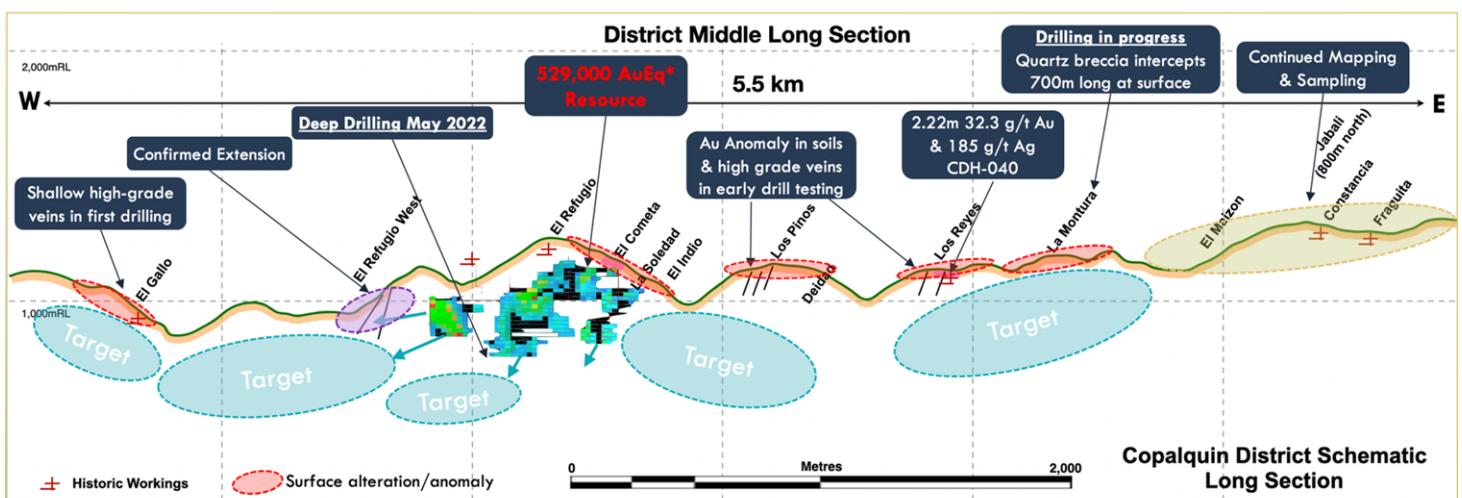 District Middle Long Section
2,000mRL
W
5.5 km
E
529,000 AuEq*
Resource
Drilling in progress
Quartz breccia intercepts
700m long at surface
Continued Mapping
& Sampling
Deep Drilling May 2022
Confirmed Extension
Shallow high-grade
veins in first drilling
Au Anomaly in soils
& high grade veins
in early drill testing
2.22m 32.3 g/t Au
& 185 g/t Ag
CDH-040
Jabali
(800m north)
El Gallo
El Refugio West
El Refugio
El Cometa
La Soledad
El Indio
Los Pinos
Deldad
Los Reyes
La Montura
El Maizon
Constancia
Fraguita
1,000mRL
Target
Target
Target
Target
Target
Historic Workings
Surface alteration/anomaly
0
Metres
2,000
Copalquin District Schematic
Long Section